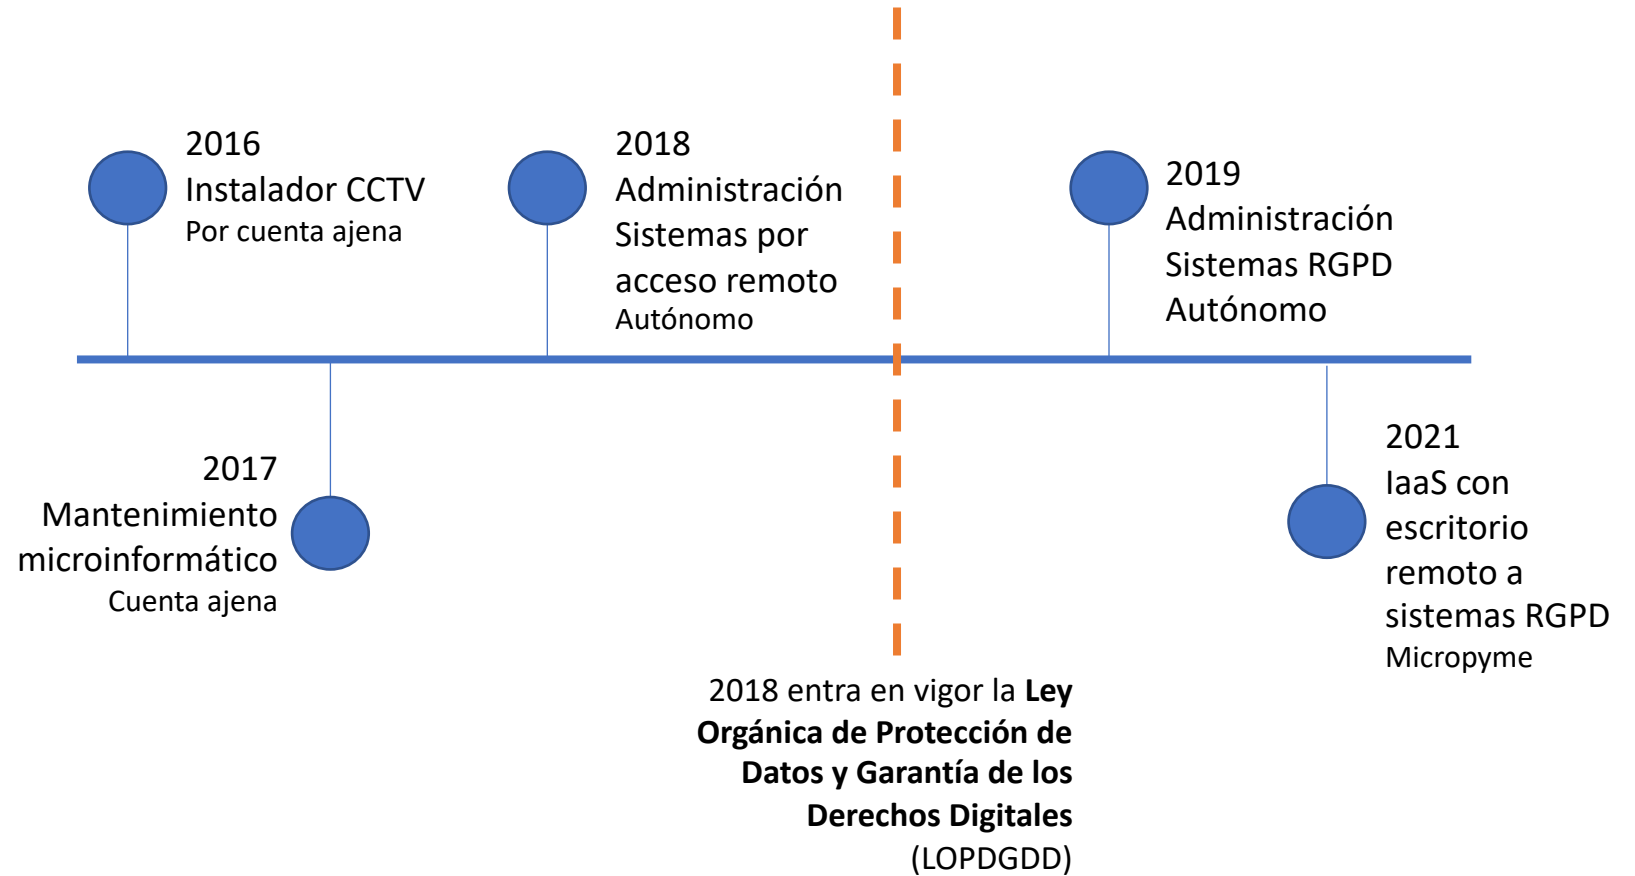 2016
Instalador CCTV
Por cuenta ajena
2017
Mantenimiento
microinformático
Cuenta ajena
2018
Administración
Sistemas por
acceso remoto
Autónomo
2018 entra en vigor la Ley
Orgánica de Protección de
Datos y Garantía de los
Derechos Digitales
(LOPDGDD)
2019
Administración
Sistemas RGPD
Autónomo
2021
IaaS con
escritorio
remoto a
sistemas RGPD
Micropyme